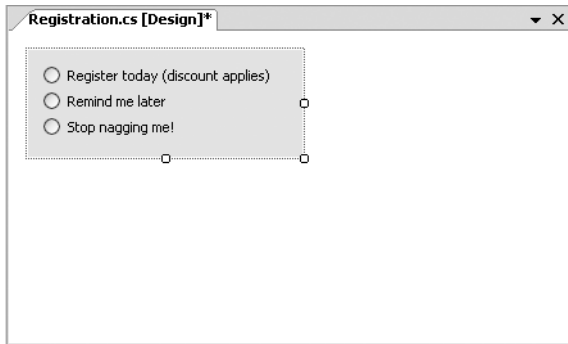 Registration.cs [Design]*
Register today (discount applies)
Remind me later
Stop nagging me!